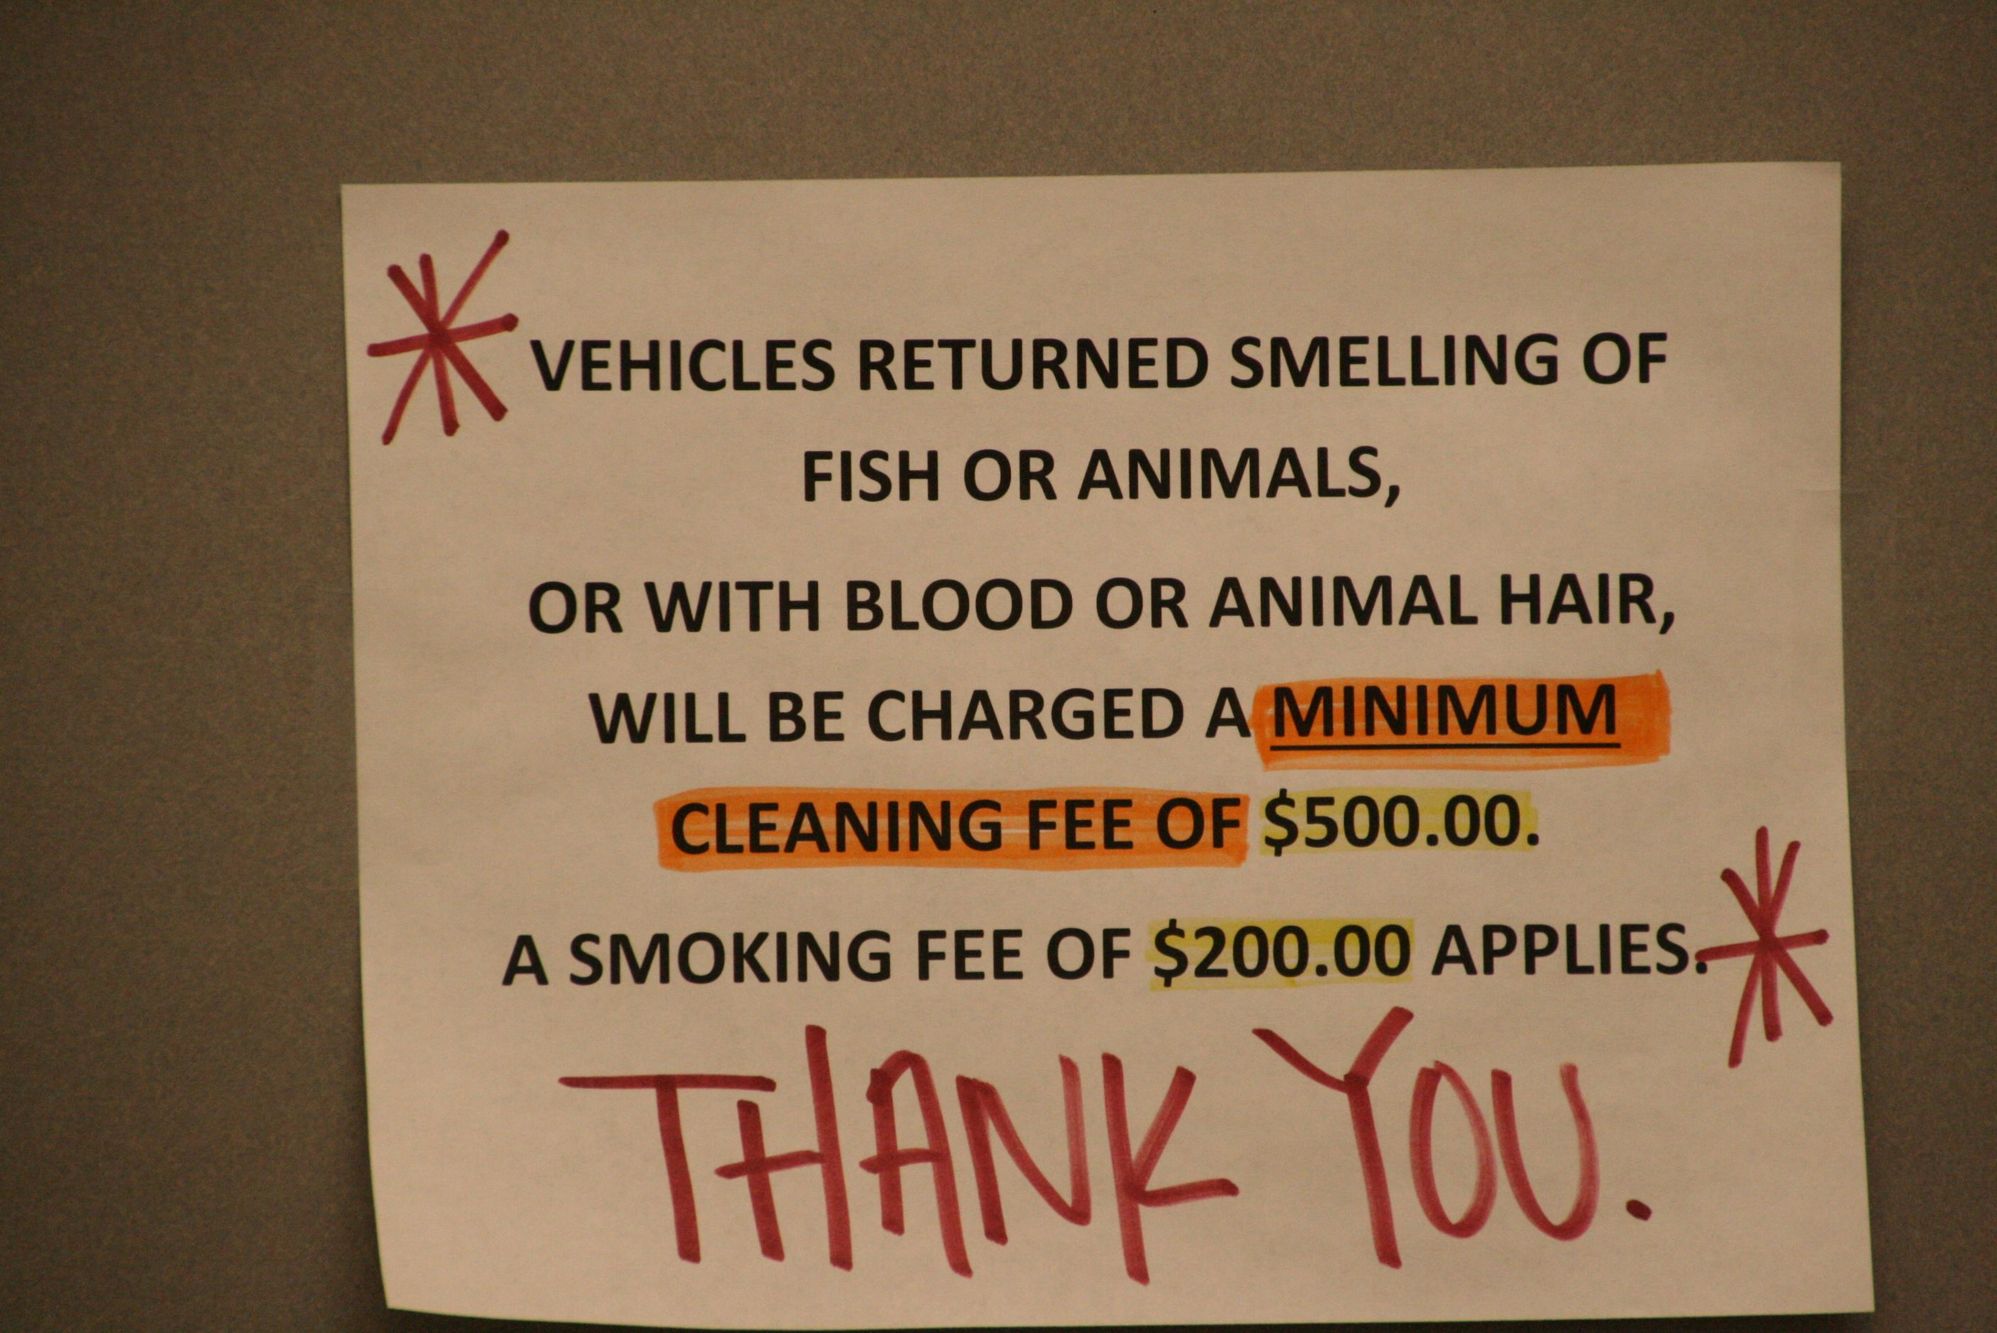 VEHICLES RETURNED SMELLING OF
FISH OR ANIMALS,
OR WITH BLOOD OR ANIMAL HAIR,
WILL BE CHARGED A MINIMUM
CLEANING FEE OF $500.00.
A SMOKING FEE OF $200.00 APPLIES.
THANK YOU.